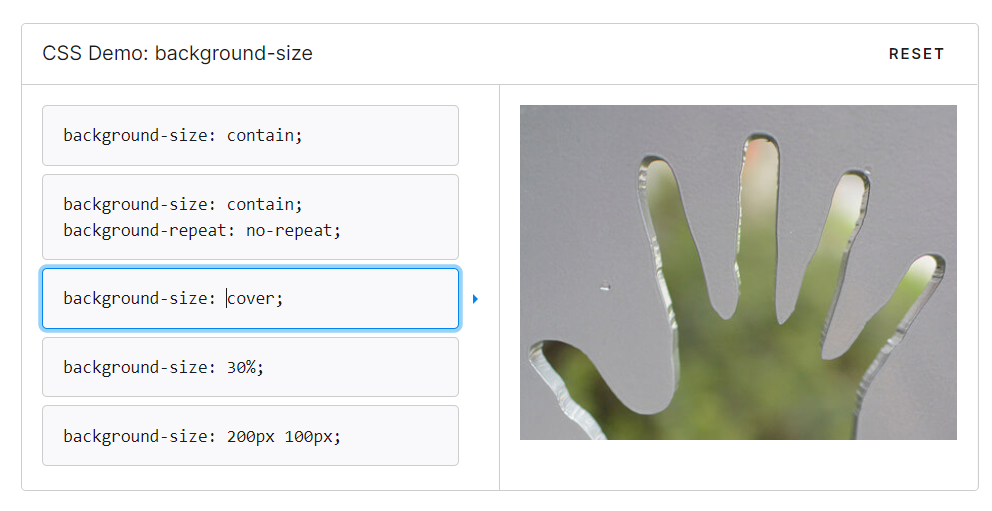 CSS Demo: background-size
RESET
background-size: contain;
background-size: contain;
background-repeat: no-repeat;
background-size: cover;
background-size: 30%;
background-size: 200px 100px;